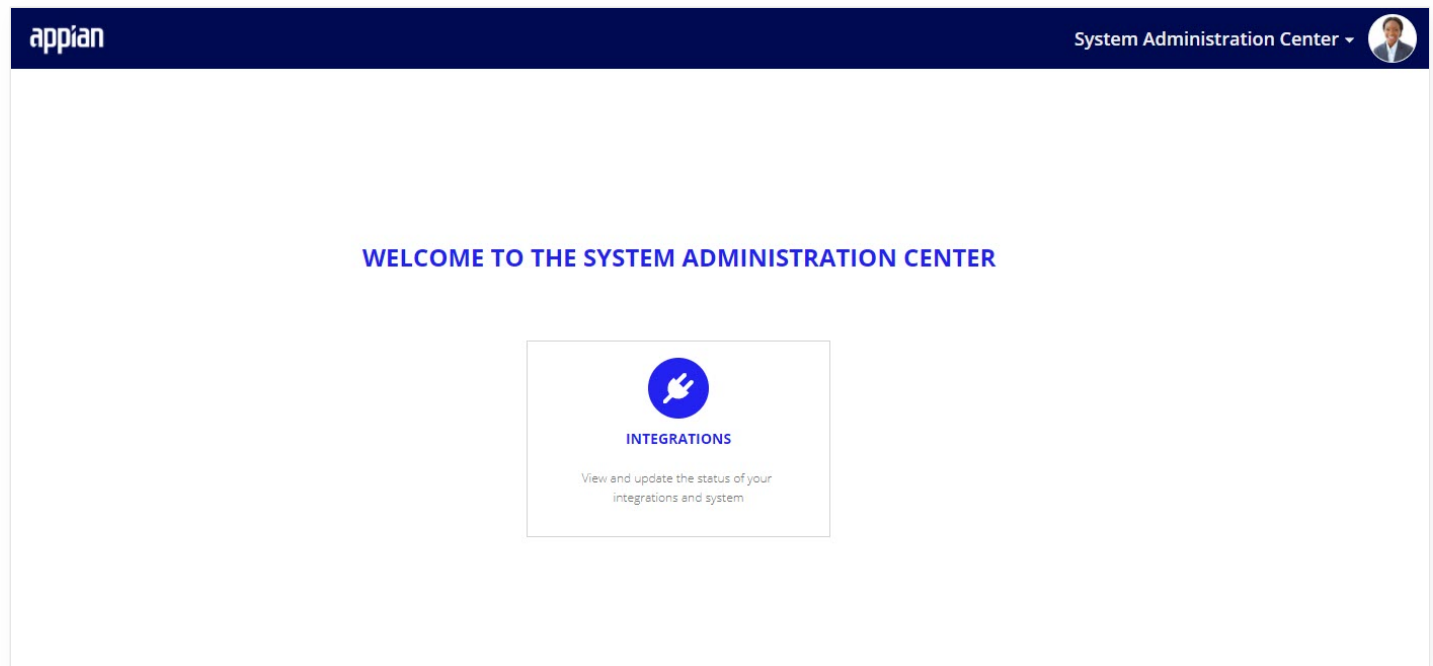 appian
System Administration Center
WELCOME TO THE SYSTEM ADMINISTRATION CENTER
INTEGRATIONS
View and update the status of your
integrations and system